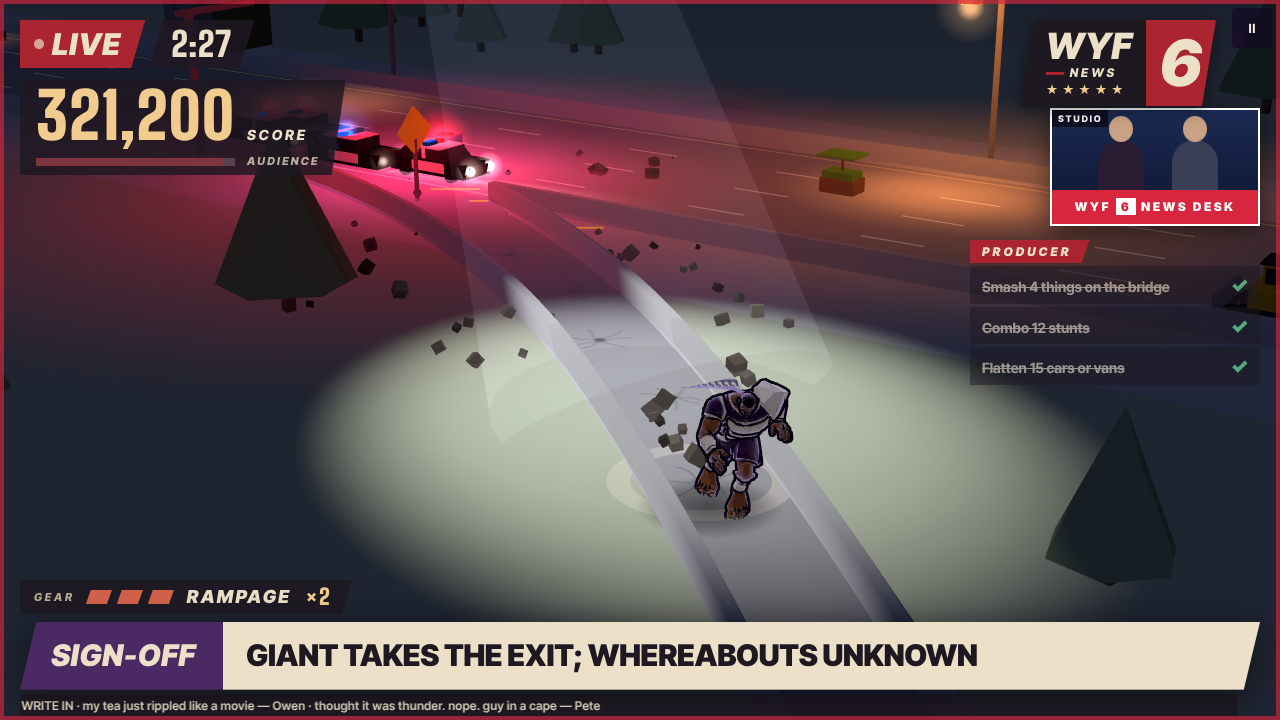 LIVE 2:27
321,200 SCORE
AUDIENCE
WYF 6
NEWS
★★★★★
STUDIO
WYF 6 NEWS DESK
PRODUCER
Smash 4 things on the bridge
Combo 12 stunts
Flatten 15 cars or vans
GEAR RAMPAGE ×2
SIGN-OFF GIANT TAKES THE EXIT; WHEREABOUTS UNKNOWN
WRITE IN · my tea just rippled like a movie — Owen · thought it was thunder. nope. guy in a cape — Pete